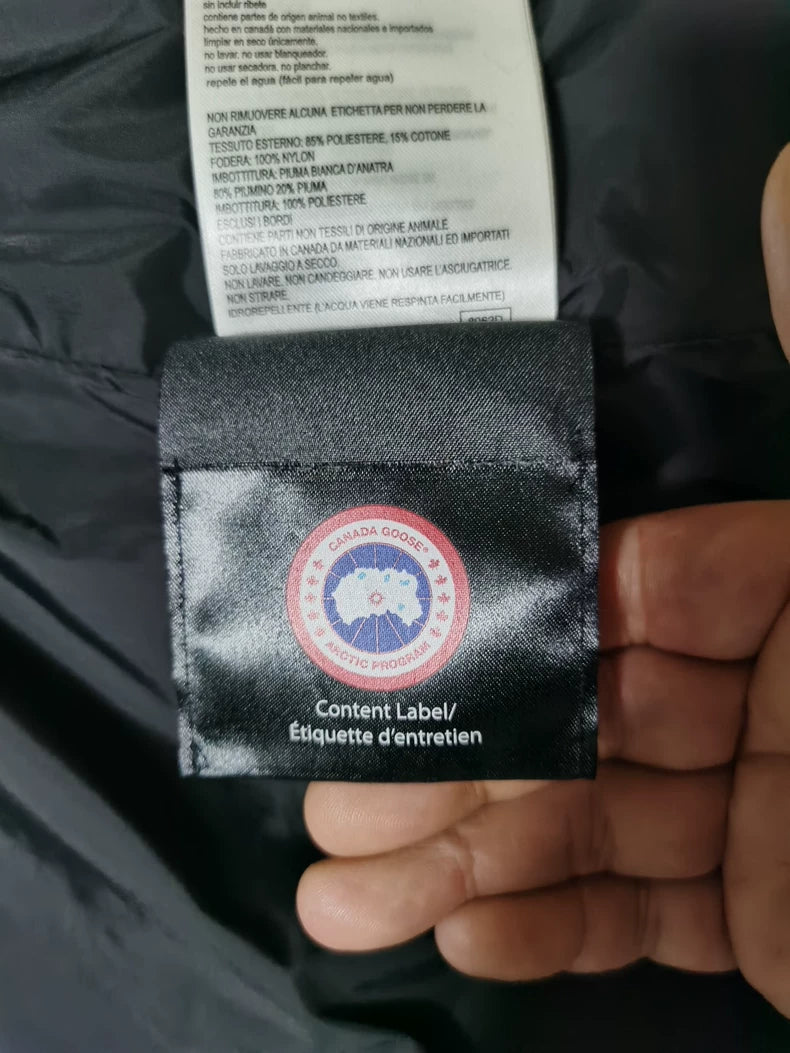 sin incluir ribete
contiene partes de origen animal no textiles.
hecho en canadá con materiales nacionales e importados
limpiar en seco únicamente.
no lavar, no usar blanqueador.
no usar secadora, no planchar.
repele el agua (fácil para repeler agua)
NON RIMUOVERE ALCUNA ETICHETTA PER NON PERDERE LA
GARANZIA
TESSUTO ESTERNO: 85% POLIESTERE, 15% COTONE
FODERA: 100% NYLON
IMBOTTITURA: PIUMA BIANCA D'ANATRA
80% PIUMINO 20% PIUMA
IMBOTTITURA: 100% POLIESTERE
ESCLUSI I BORDI
CONTIENE PARTI NON TESSILI DI ORIGINE ANIMALE
FABBRICATO IN CANADA DA MATERIALI NAZIONALI ED IMPORTATI
SOLO LAVAGGIO A SECCO.
NON LAVARE, NON CANDEGGIARE, NON USARE L'ASCIUGATRICE.
NON STIRARE.
IDROREPELLENTE (L'ACQUA VIENE RESPINTA FACILMENTE)
CANADA GOOSE®
ARCTIC PROGRAM
Content Label/
Étiquette d'entretien